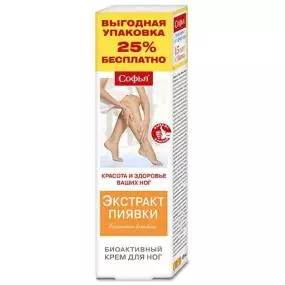 ВЫГОДНАЯ
УПАКОВКА
25%
БЕСПЛАТНО
Софья
КРАСОТА И ЗДОРОВЬЕ
ВАШИХ НОГ
ЭКСТРАКТ
ПИЯВКИ
БИОАКТИВНЫЙ
КРЕМ ДЛЯ НОГ